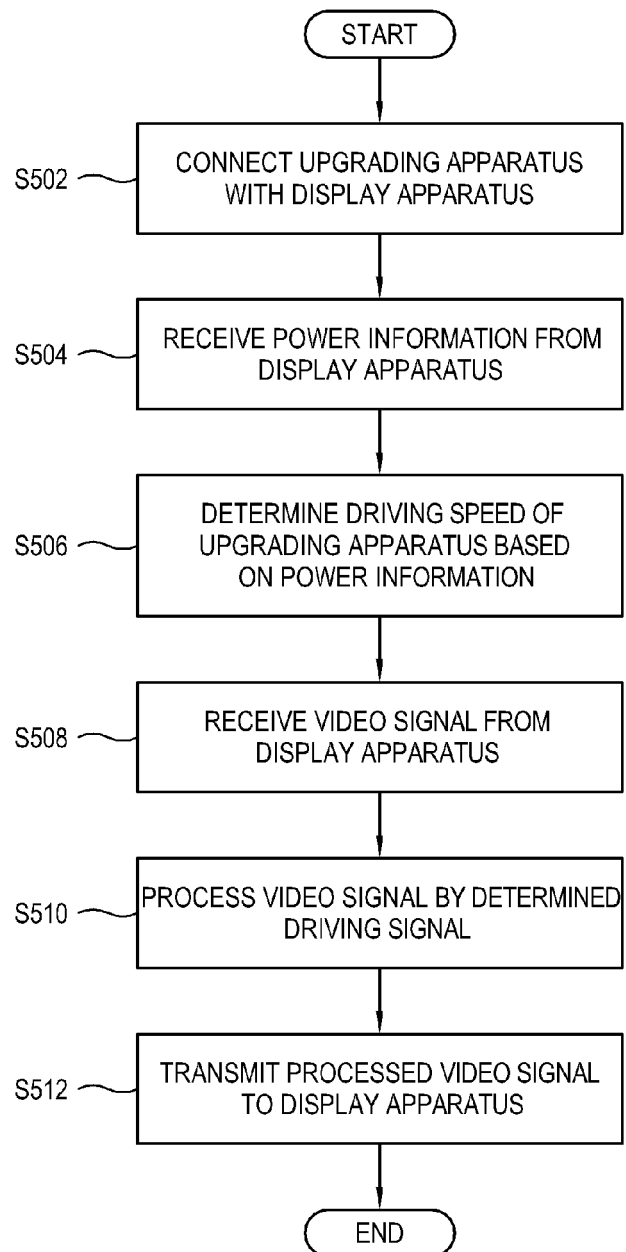 START
S502
CONNECT UPGRADING APPARATUS
WITH DISPLAY APPARATUS
S504
RECEIVE POWER INFORMATION FROM
DISPLAY APPARATUS
S506
DETERMINE DRIVING SPEED OF
UPGRADING APPARATUS BASED
ON POWER INFORMATION
S508
RECEIVE VIDEO SIGNAL FROM
DISPLAY APPARATUS
S510
PROCESS VIDEO SIGNAL BY DETERMINED
DRIVING SIGNAL
S512
TRANSMIT PROCESSED VIDEO SIGNAL
TO DISPLAY APPARATUS
END